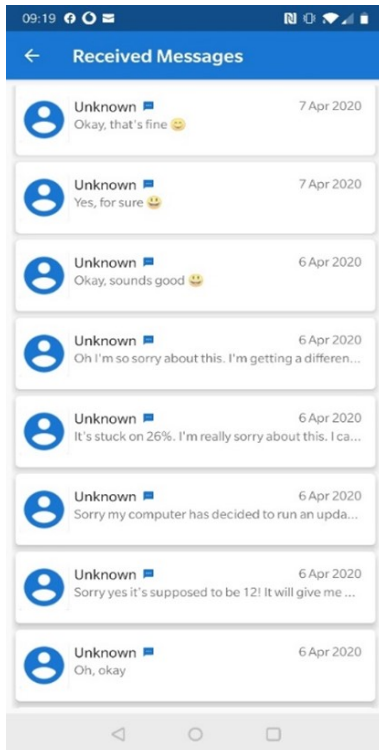 09:19
Received Messages
Unknown 7 Apr 2020
Okay, that's fine 😊
Unknown 7 Apr 2020
Yes, for sure 😃
Unknown 6 Apr 2020
Okay, sounds good 😃
Unknown 6 Apr 2020
Oh I'm so sorry about this. I'm getting a differen...
Unknown 6 Apr 2020
It's stuck on 26%. I'm really sorry about this. I ca...
Unknown 6 Apr 2020
Sorry my computer has decided to run an upda...
Unknown 6 Apr 2020
Sorry yes it's supposed to be 12! It will give me ...
Unknown 6 Apr 2020
Oh, okay